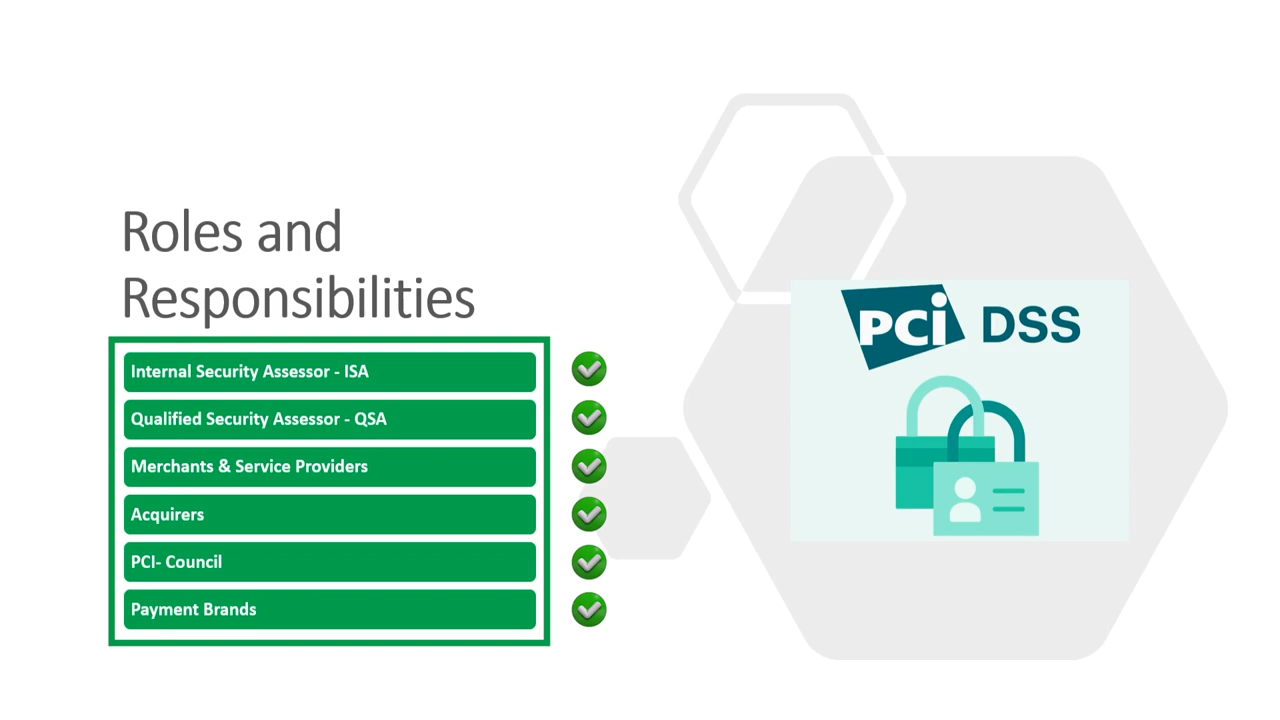 Roles and
Responsibilities
Internal Security Assessor - ISA
Qualified Security Assessor - QSA
Merchants & Service Providers
Acquirers
PCI- Council
Payment Brands
PCi DSS